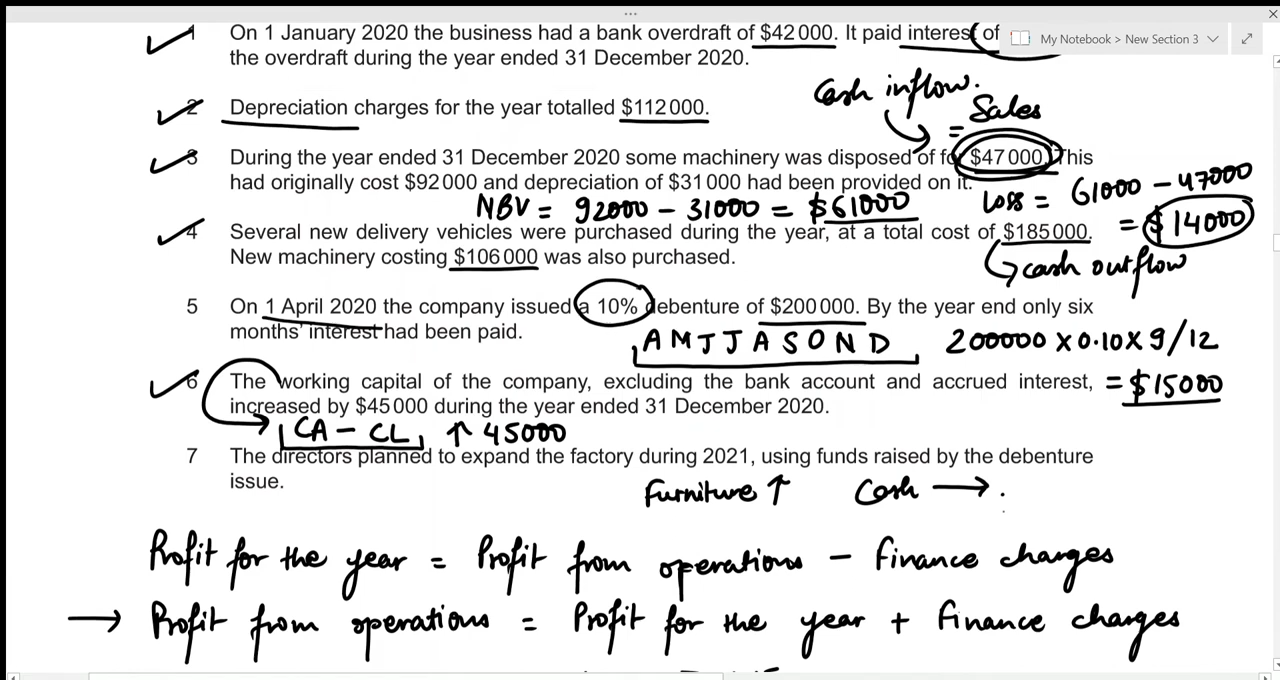 1 On 1 January 2020 the business had a bank overdraft of $42 000. It paid interest of
My Notebook > New Section 3
the overdraft during the year ended 31 December 2020.
Cash inflow.
2 Depreciation charges for the year totalled $112 000.
= Sales
3 During the year ended 31 December 2020 some machinery was disposed of for $47 000. This
had originally cost $92 000 and depreciation of $31 000 had been provided on it.
NBV = 92000 - 31000 = $61000
Loss = 61000 - 47000
= $14000
4 Several new delivery vehicles were purchased during the year, at a total cost of $185 000.
New machinery costing $106 000 was also purchased.
cash outflow
5 On 1 April 2020 the company issued a 10% debenture of $200 000. By the year end only six
months' interest had been paid.
A M J J A S O N D 200000 x 0.10 x 9/12
= $15000
6 The working capital of the company, excluding the bank account and accrued interest,
increased by $45 000 during the year ended 31 December 2020.
CA - CL ↑ 45000
7 The directors planned to expand the factory during 2021, using funds raised by the debenture
issue.
Furniture ↑ Cash → .
Profit for the year = Profit from operations - finance charges
→ Profit from operations = Profit for the year + finance charges